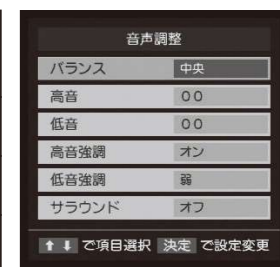 音声調整
バランス 中央
高音 00
低音 00
高音強調 オン
低音強調 弱
サラウンド オフ
↑ ↓ で項目選択 決定 で設定変更